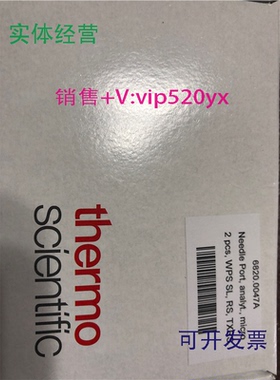 实体经营
销售+V:vip520yx
thermo
scientific
6820.0047A
Needle Port, analyt., micro
2 pcs, WPS SL, RS, TX
可开发票